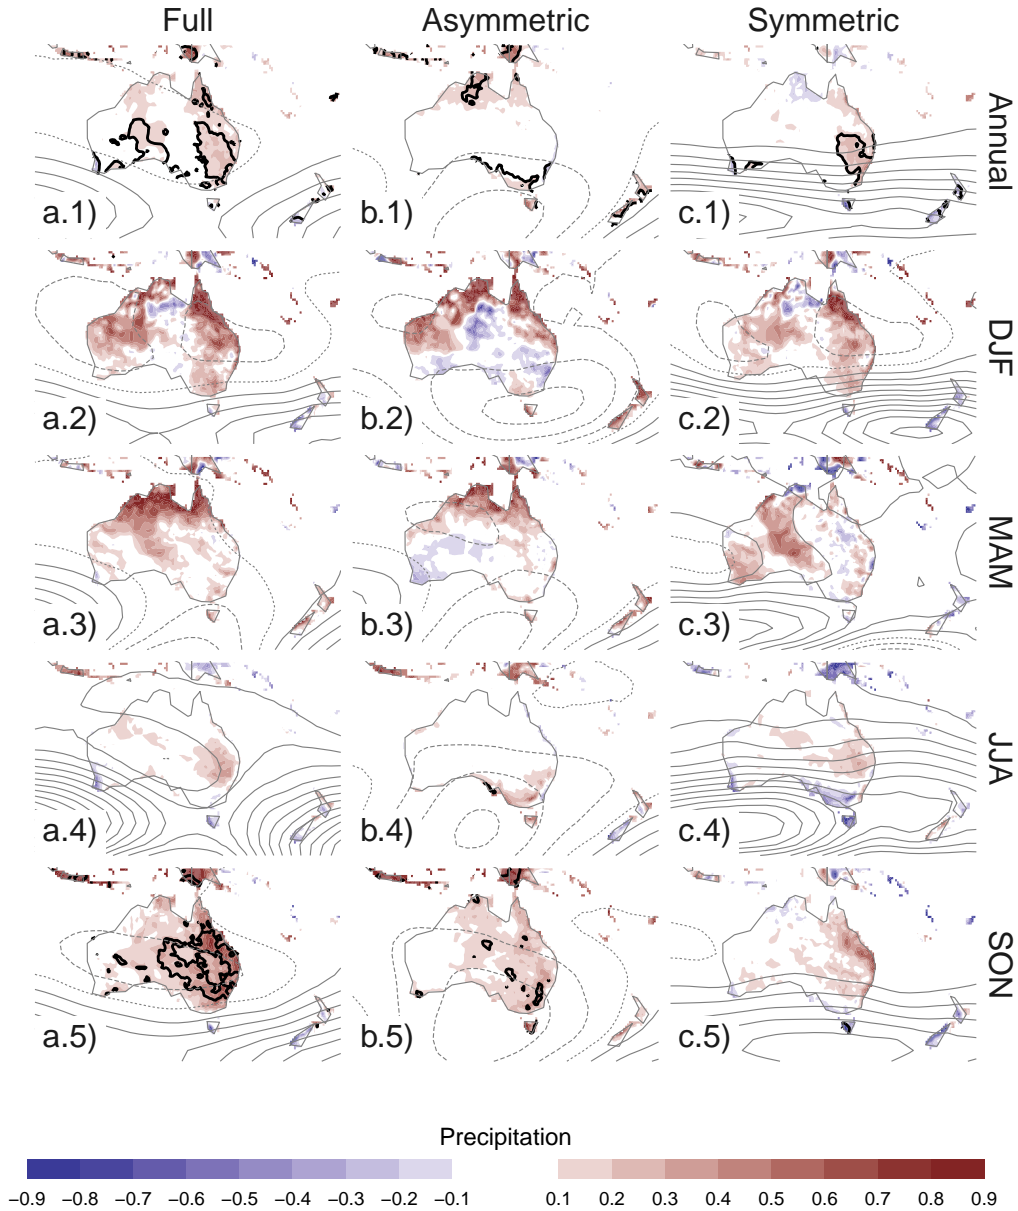 Full Asymmetric Symmetric
a.1) b.1) c.1) Annual
a.2) b.2) c.2) DJF
a.3) b.3) c.3) MAM
a.4) b.4) c.4) JJA
a.5) b.5) c.5) SON
Precipitation
−0.9 −0.8 −0.7 −0.6 −0.5 −0.4 −0.3 −0.2 −0.1 0.1 0.2 0.3 0.4 0.5 0.6 0.7 0.8 0.9